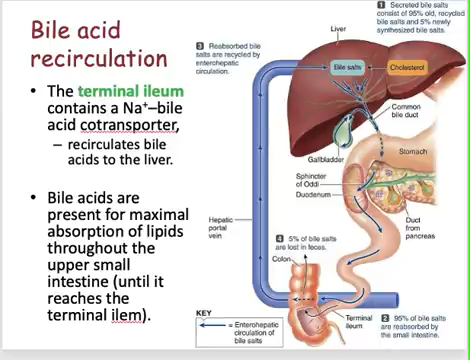 Bile acid
recirculation
• The terminal ileum
contains a Na⁺–bile
acid cotransporter,
– recirculates bile
acids to the liver.
• Bile acids are
present for maximal
absorption of lipids
throughout the
upper small
intestine (until it
reaches the
terminal ilem).
1 Secreted bile salts
consist of 95% old, recycled
bile salts and 5% newly
synthesized bile salts.
Liver
3 Reabsorbed bile
salts are recycled by
enterohepatic
circulation.
Bile salts
Cholesterol
Common
bile duct
Gallbladder
Stomach
Sphincter
of Oddi
Duodenum
Hepatic
portal
vein
Duct
from
pancreas
4 5% of bile salts
are lost in feces.
Colon
KEY
= Enterohepatic
circulation of
bile salts
Terminal
ileum
2 95% of bile salts
are reabsorbed by
the small intestine.